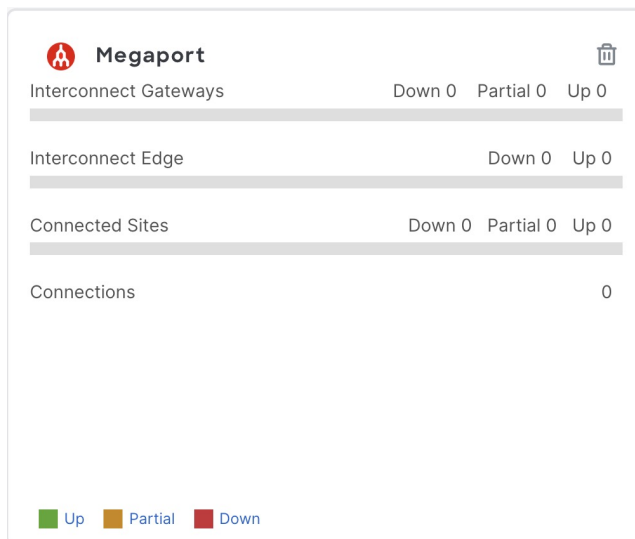 Megaport
Interconnect Gateways Down 0 Partial 0 Up 0
Interconnect Edge Down 0 Up 0
Connected Sites Down 0 Partial 0 Up 0
Connections 0
Up Partial Down